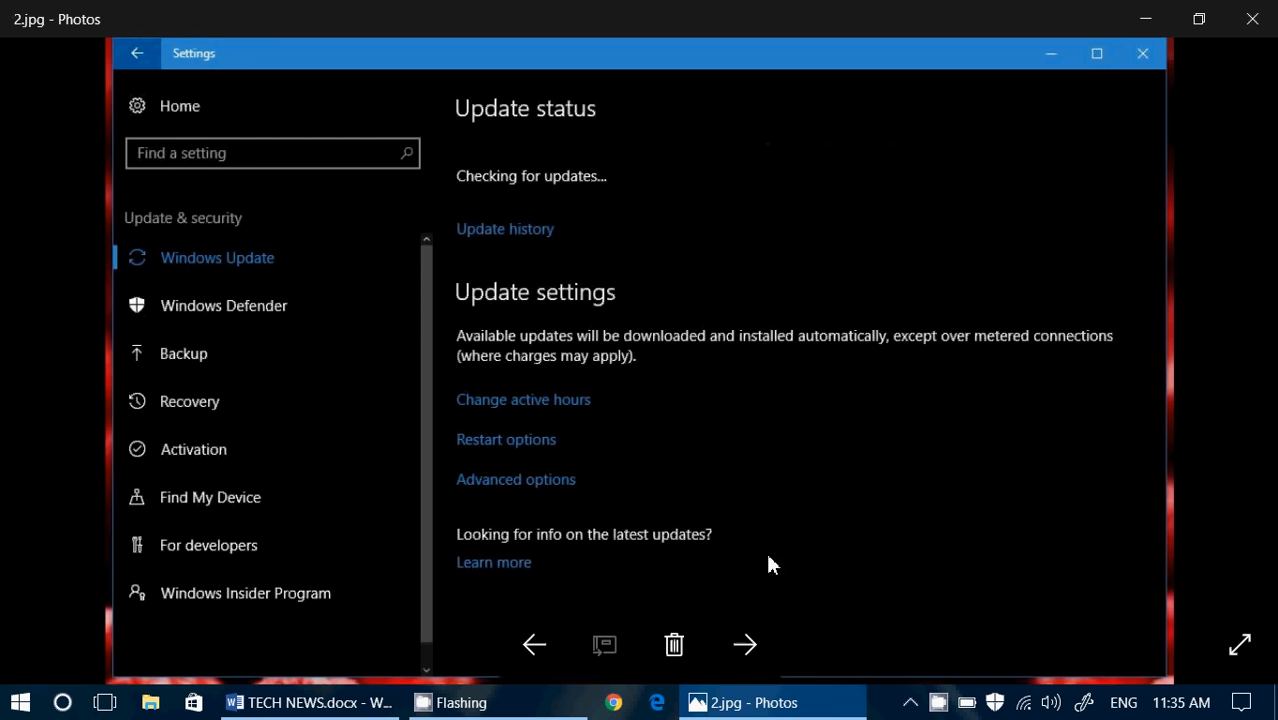 2.jpg - Photos
Settings
Home
Find a setting
Update & security
Windows Update
Windows Defender
Backup
Recovery
Activation
Find My Device
For developers
Windows Insider Program
Update status
Checking for updates...
Update history
Update settings
Available updates will be downloaded and installed automatically, except over metered connections
(where charges may apply).
Change active hours
Restart options
Advanced options
Looking for info on the latest updates?
Learn more
TECH NEWS.docx - W...
Flashing
2.jpg - Photos
ENG
11:35 AM